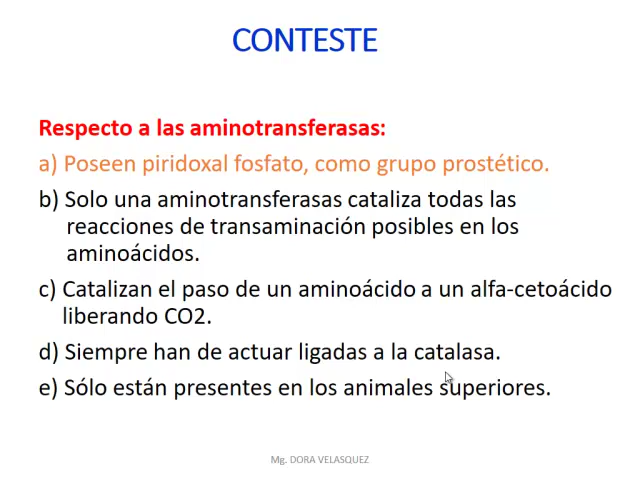 CONTESTE
Respecto a las aminotransferasas:
a) Poseen piridoxal fosfato, como grupo prostético.
b) Solo una aminotransferasas cataliza todas las
reacciones de transaminación posibles en los
aminoácidos.
c) Catalizan el paso de un aminoácido a un alfa-cetoácido
liberando CO2.
d) Siempre han de actuar ligadas a la catalasa.
e) Sólo están presentes en los animales superiores.
Mg. DORA VELASQUEZ